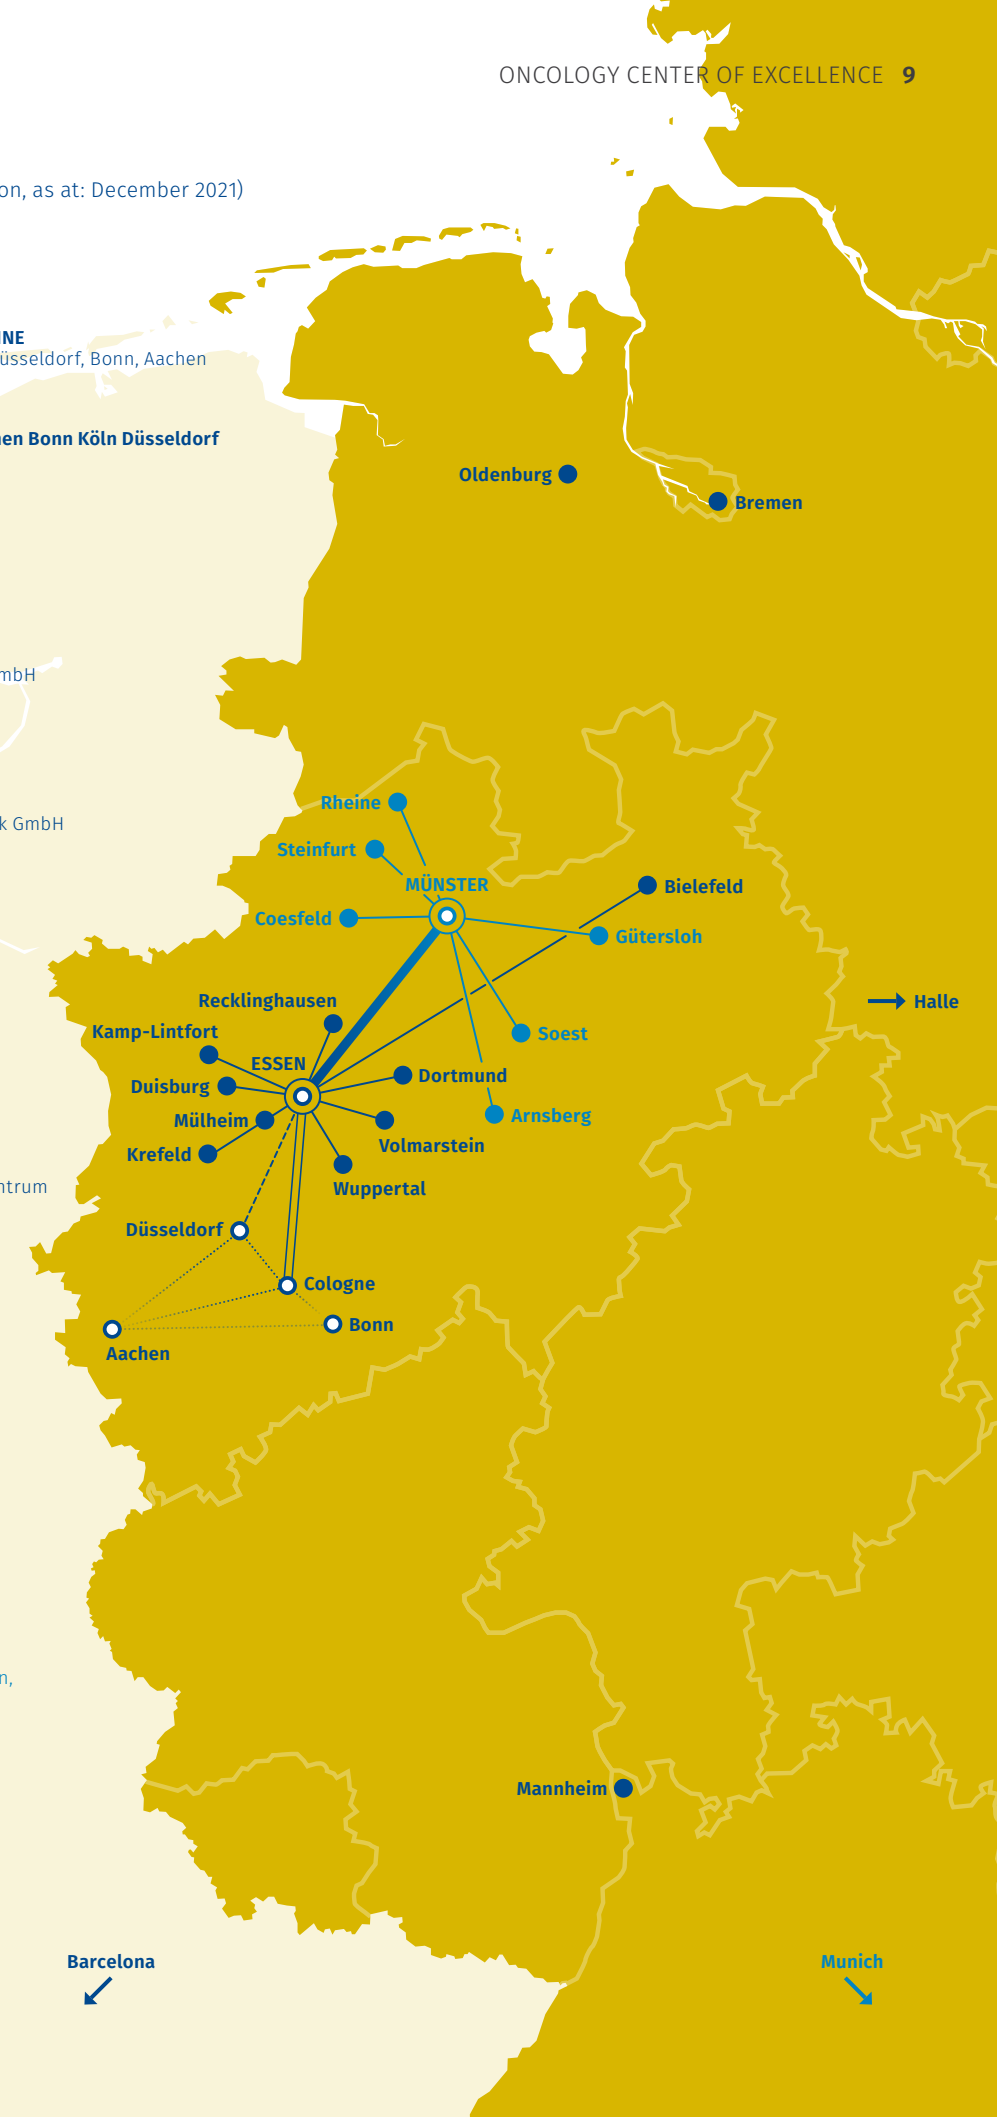 ONCOLOGY CENTER OF EXCELLENCE 9
on, as at: December 2021)
INE
üsseldorf, Bonn, Aachen
en Bonn Köln Düsseldorf
Oldenburg
Bremen
mbH
k GmbH
Rheine
Steinfurt
MÜNSTER
Bielefeld
Coesfeld
Gütersloh
Recklinghausen
Halle
Kamp-Lintfort
Soest
ESSEN
Dortmund
Duisburg
Arnsberg
Mülheim
Volmarstein
Krefeld
Wuppertal
ntrum
Düsseldorf
Cologne
Bonn
Aachen
n,
Mannheim
Barcelona
Munich